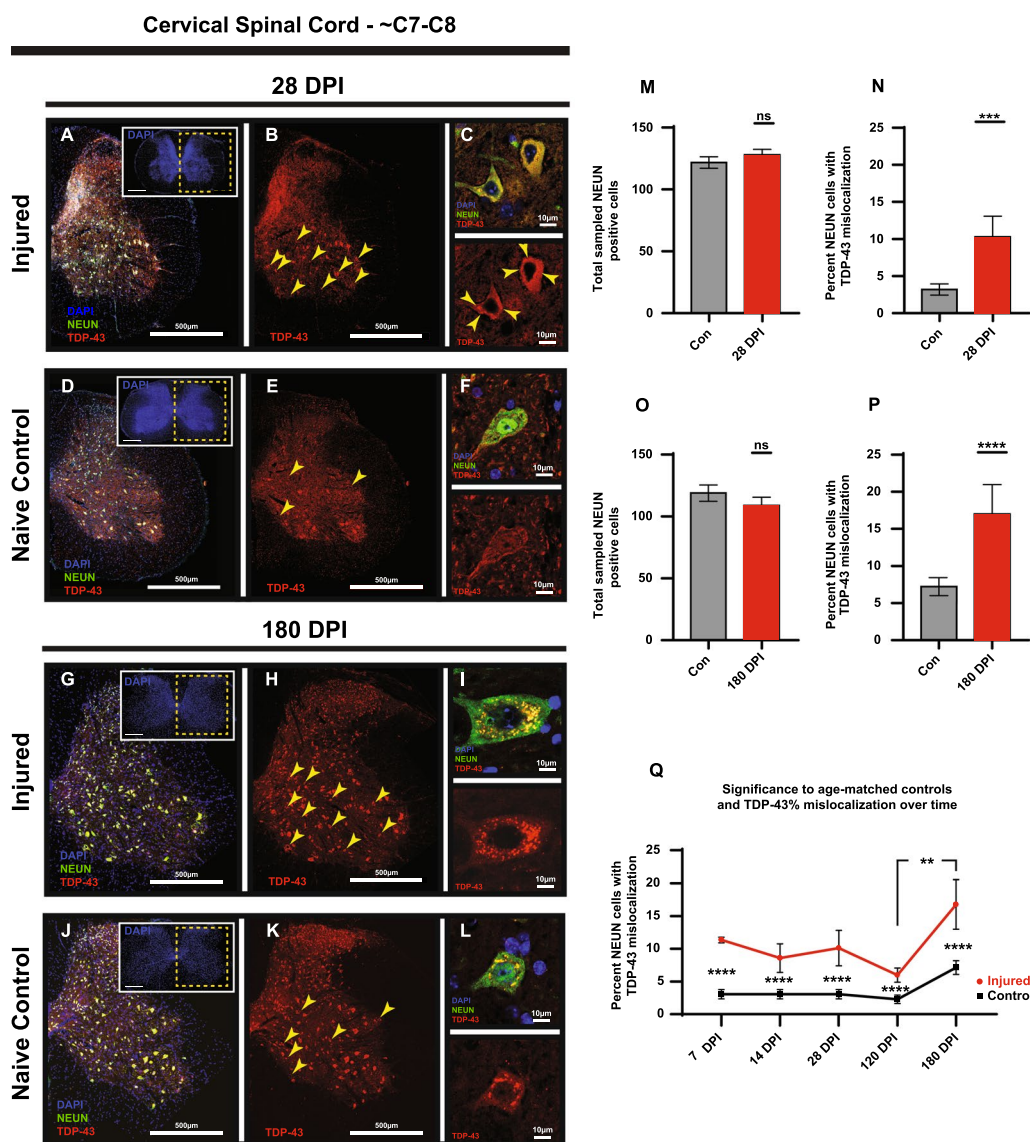 Cervical Spinal Cord - ~C7-C8
28 DPI
Injured
A
DAPI
DAPI
NEUN
TDP-43
500µm
B
500µm
C
DAPI
NEUN
TDP-43
10µm
TDP-43
10µm
Naive Control
D
DAPI
DAPI
NEUN
TDP-43
500µm
E
TDP-43
500µm
F
DAPI
NEUN
TDP-43
10µm
TDP-43
10µm
180 DPI
Injured
G
DAPI
DAPI
NEUN
TDP-43
500µm
H
TDP-43
500µm
I
DAPI
NEUN
TDP-43
10µm
TDP-43
10µm
Naive Control
J
DAPI
DAPI
NEUN
TDP-43
500µm
K
TDP-43
500µm
L
DAPI
NEUN
TDP-43
10µm
TDP-43
10µm
M
Total sampled NEUN
positive cells
150
100
50
0
ns
Con
28 DPI
N
Percent NEUN cells with
TDP-43 mislocalization
25
20
15
10
5
0
***
Con
28 DPI
O
Total sampled NEUN
positive cells
150
100
50
0
ns
Con
180 DPI
P
Percent NEUN cells with
TDP-43 mislocalization
25
20
15
10
5
0
****
Con
180 DPI
Q
Significance to age-matched controls
and TDP-43% mislocalization over time
Percent NEUN cells with
TDP-43 mislocalization
25
20
15
10
5
0
**
****
****
****
****
****
7 DPI
14 DPI
28 DPI
120 DPI
180 DPI
Injured
Control